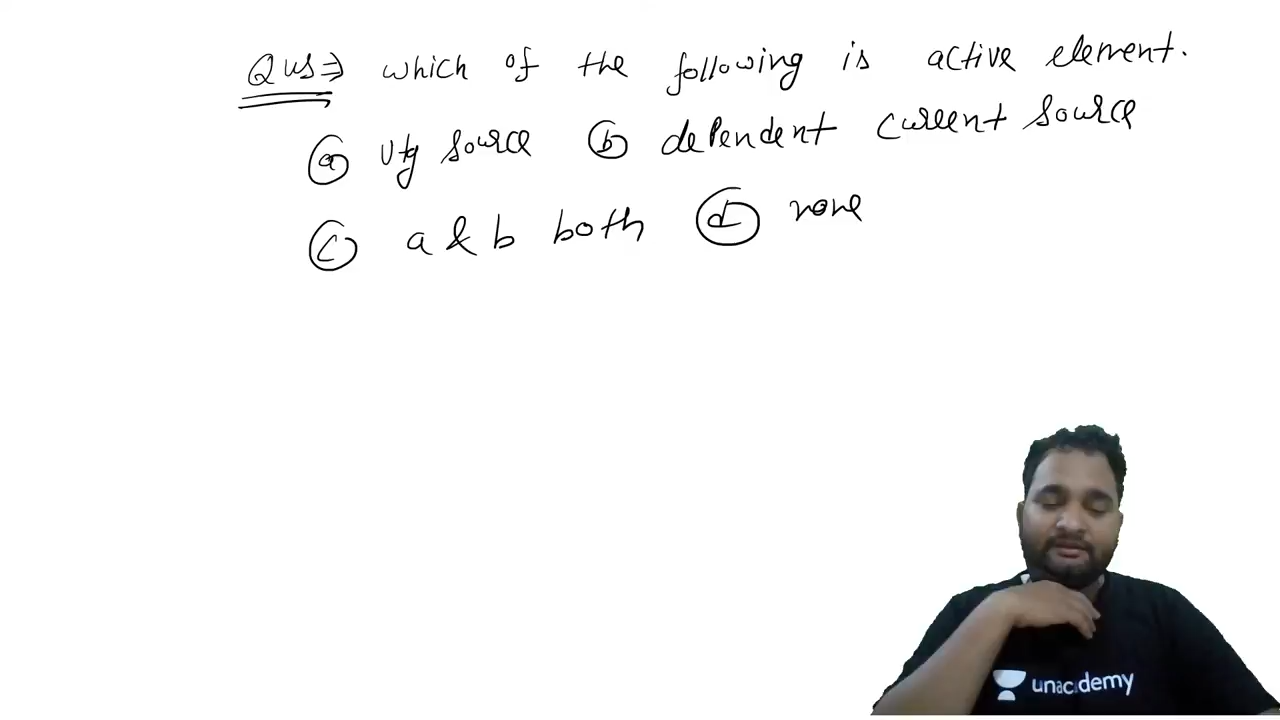 Qus⇒ which of the following is active element.
ⓐ Vtg source ⓑ dependent current source
ⓒ a & b both ⓓ none
unacademy